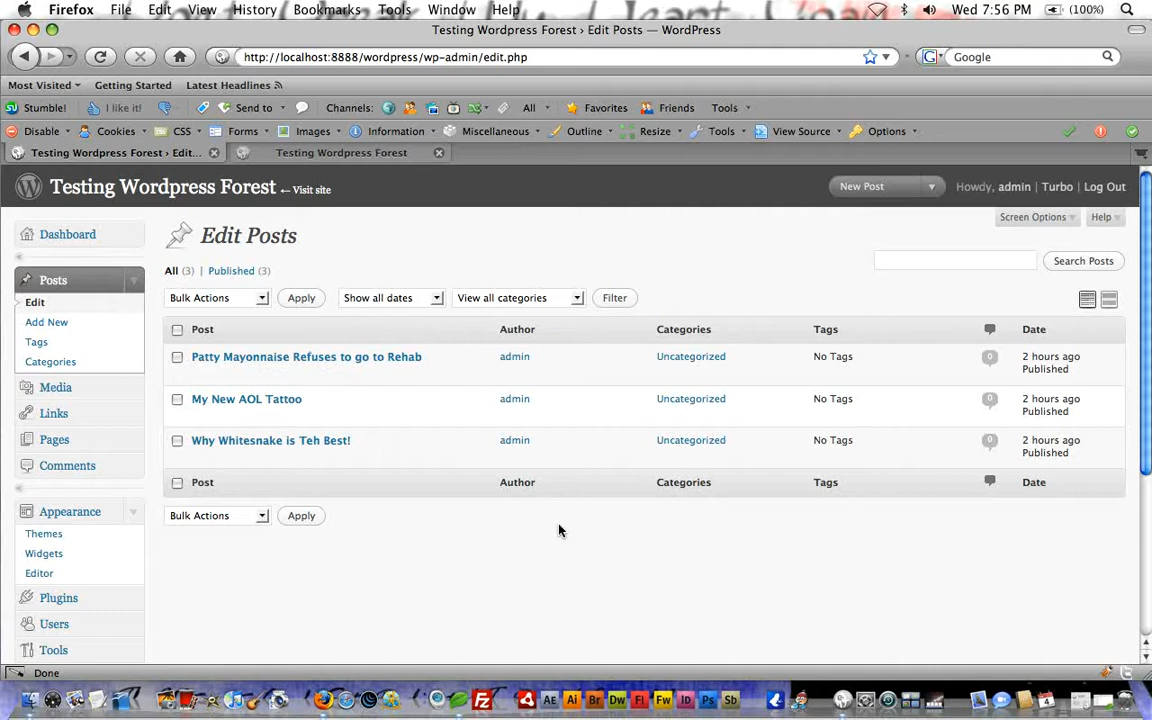 Firefox File Edit View History Bookmarks Tools Window Help Wed 7:56 PM (100%)
Testing Wordpress Forest › Edit Posts — WordPress
http://localhost:8888/wordpress/wp-admin/edit.php Google
Most Visited Getting Started Latest Headlines
Stumble! I like it! Send to Channels: All Favorites Friends Tools
Disable Cookies CSS Forms Images Information Miscellaneous Outline Resize Tools View Source Options
Testing Wordpress Forest › Edit... Testing Wordpress Forest
Testing Wordpress Forest ← Visit site New Post Howdy, admin | Turbo | Log Out
Screen Options Help
Dashboard
Edit Posts
Search Posts
All (3) | Published (3)
Bulk Actions Apply Show all dates View all categories Filter
Posts
Edit
Add New
Tags
Categories
Media
Links
Pages
Comments
Appearance
Themes
Widgets
Editor
Plugins
Users
Tools
Post Author Categories Tags Date
Patty Mayonnaise Refuses to go to Rehab admin Uncategorized No Tags 0 2 hours ago
Published
My New AOL Tattoo admin Uncategorized No Tags 0 2 hours ago
Published
Why Whitesnake is Teh Best! admin Uncategorized No Tags 0 2 hours ago
Published
Post Author Categories Tags Date
Bulk Actions Apply
Done
AE Ai Br Dw Fl Fw Id Ps Sb